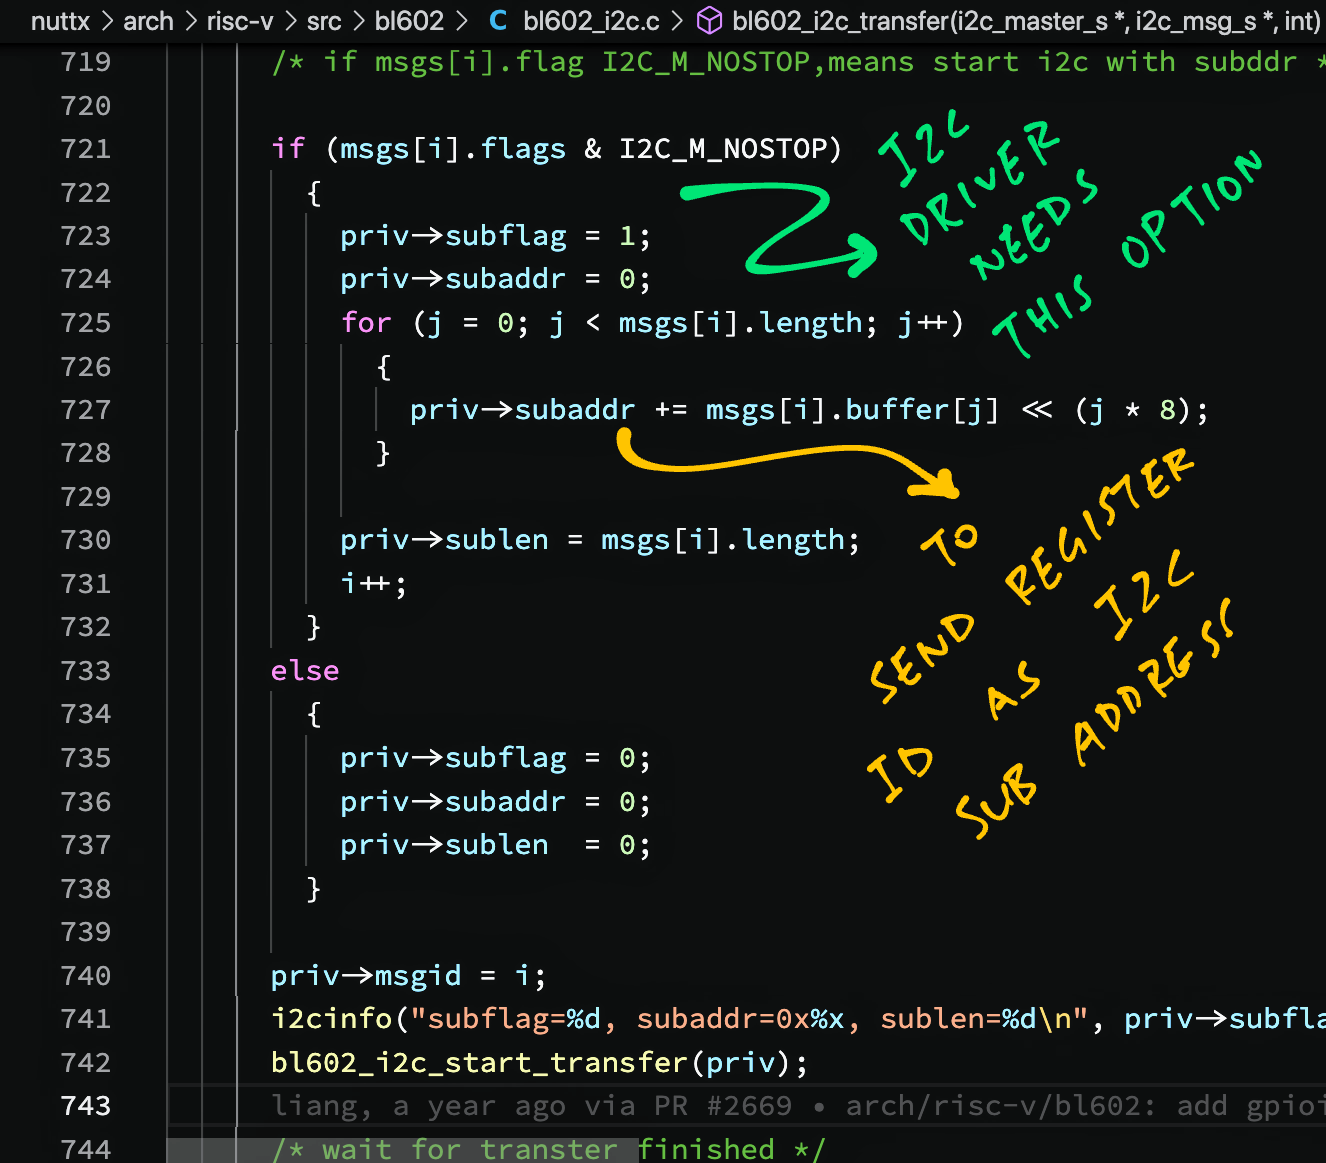 nuttx > arch > risc-v > src > bl602 > C bl602_i2c.c > bl602_i2c_transfer(i2c_master_s *, i2c_msg_s *, int)
719 /* if msgs[i].flag I2C_M_NOSTOP,means start i2c with subddr *
720
721 if (msgs[i].flags & I2C_M_NOSTOP)
722 {
723 priv->subflag = 1;
724 priv->subaddr = 0;
725 for (j = 0; j < msgs[i].length; j++)
726 {
727 priv->subaddr += msgs[i].buffer[j] << (j * 8);
728 }
729
730 priv->sublen = msgs[i].length;
731 i++;
732 }
733 else
734 {
735 priv->subflag = 0;
736 priv->subaddr = 0;
737 priv->sublen  = 0;
738 }
739
740 priv->msgid = i;
741 i2cinfo("subflag=%d, subaddr=0x%x, sublen=%d\n", priv->subfla
742 bl602_i2c_start_transfer(priv);
743 liang, a year ago via PR #2669 • arch/risc-v/bl602: add gpioi
744 /* wait for transter finished */
I2C
DRIVER
NEEDS
THIS OPTION
TO
SEND REGISTER
ID AS I2C
SUB ADDRESS